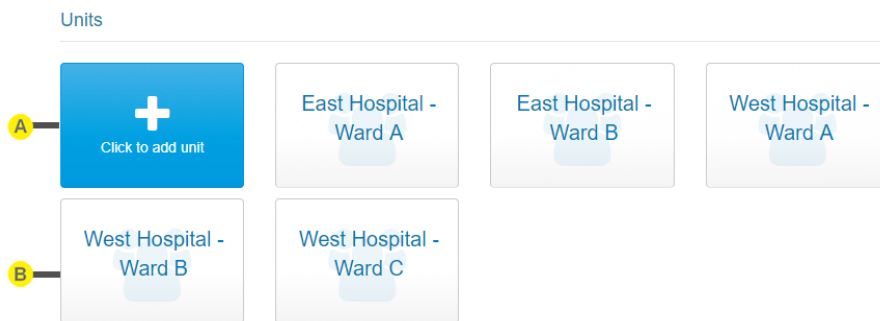 Units
A
Click to add unit
East Hospital -
Ward A
East Hospital -
Ward B
West Hospital -
Ward A
B
West Hospital -
Ward B
West Hospital -
Ward C